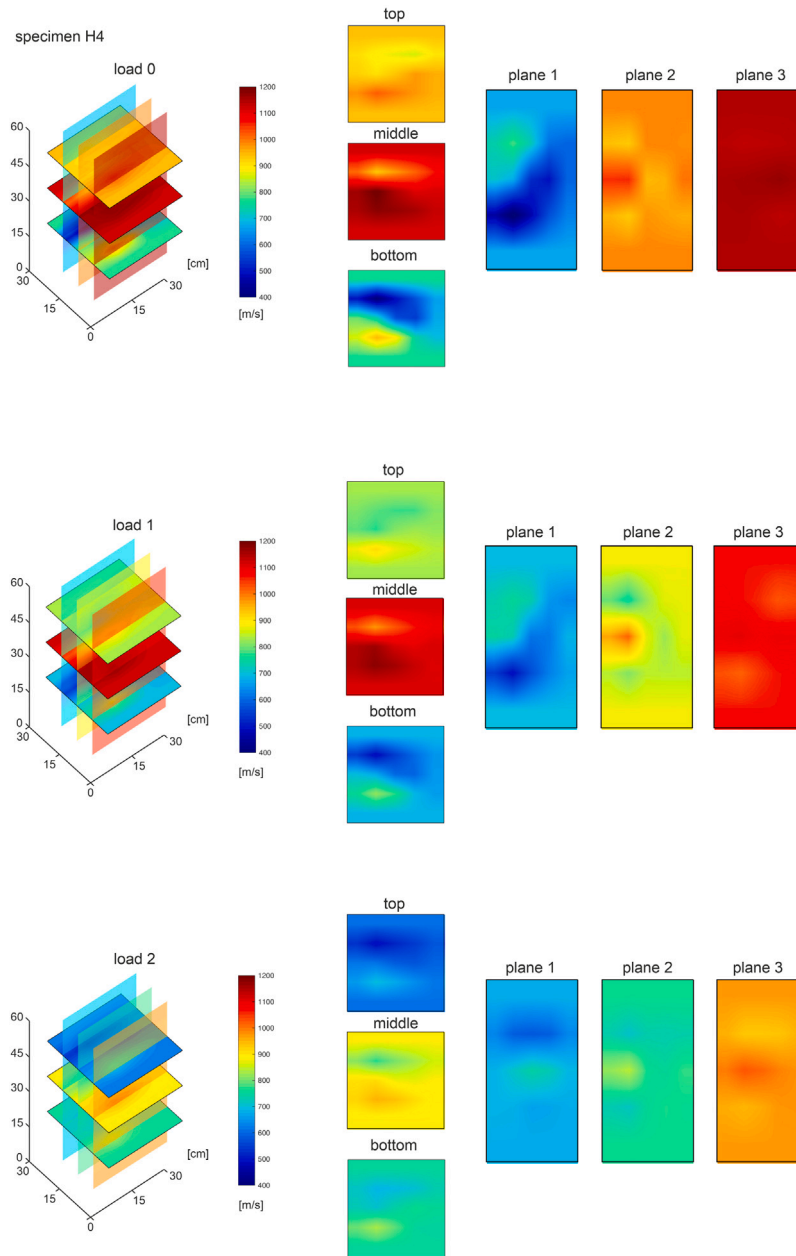 specimen H4
load 0
60
45
30
15
0
30
15
0
15
30
[cm]
1200
1100
1000
900
800
700
600
500
400
[m/s]
top
middle
bottom
plane 1
plane 2
plane 3
load 1
60
45
30
15
0
30
15
0
15
30
[cm]
1200
1100
1000
900
800
700
600
500
400
[m/s]
top
middle
bottom
plane 1
plane 2
plane 3
load 2
60
45
30
15
0
30
15
0
15
30
[cm]
1200
1100
1000
900
800
700
600
500
400
[m/s]
top
middle
bottom
plane 1
plane 2
plane 3